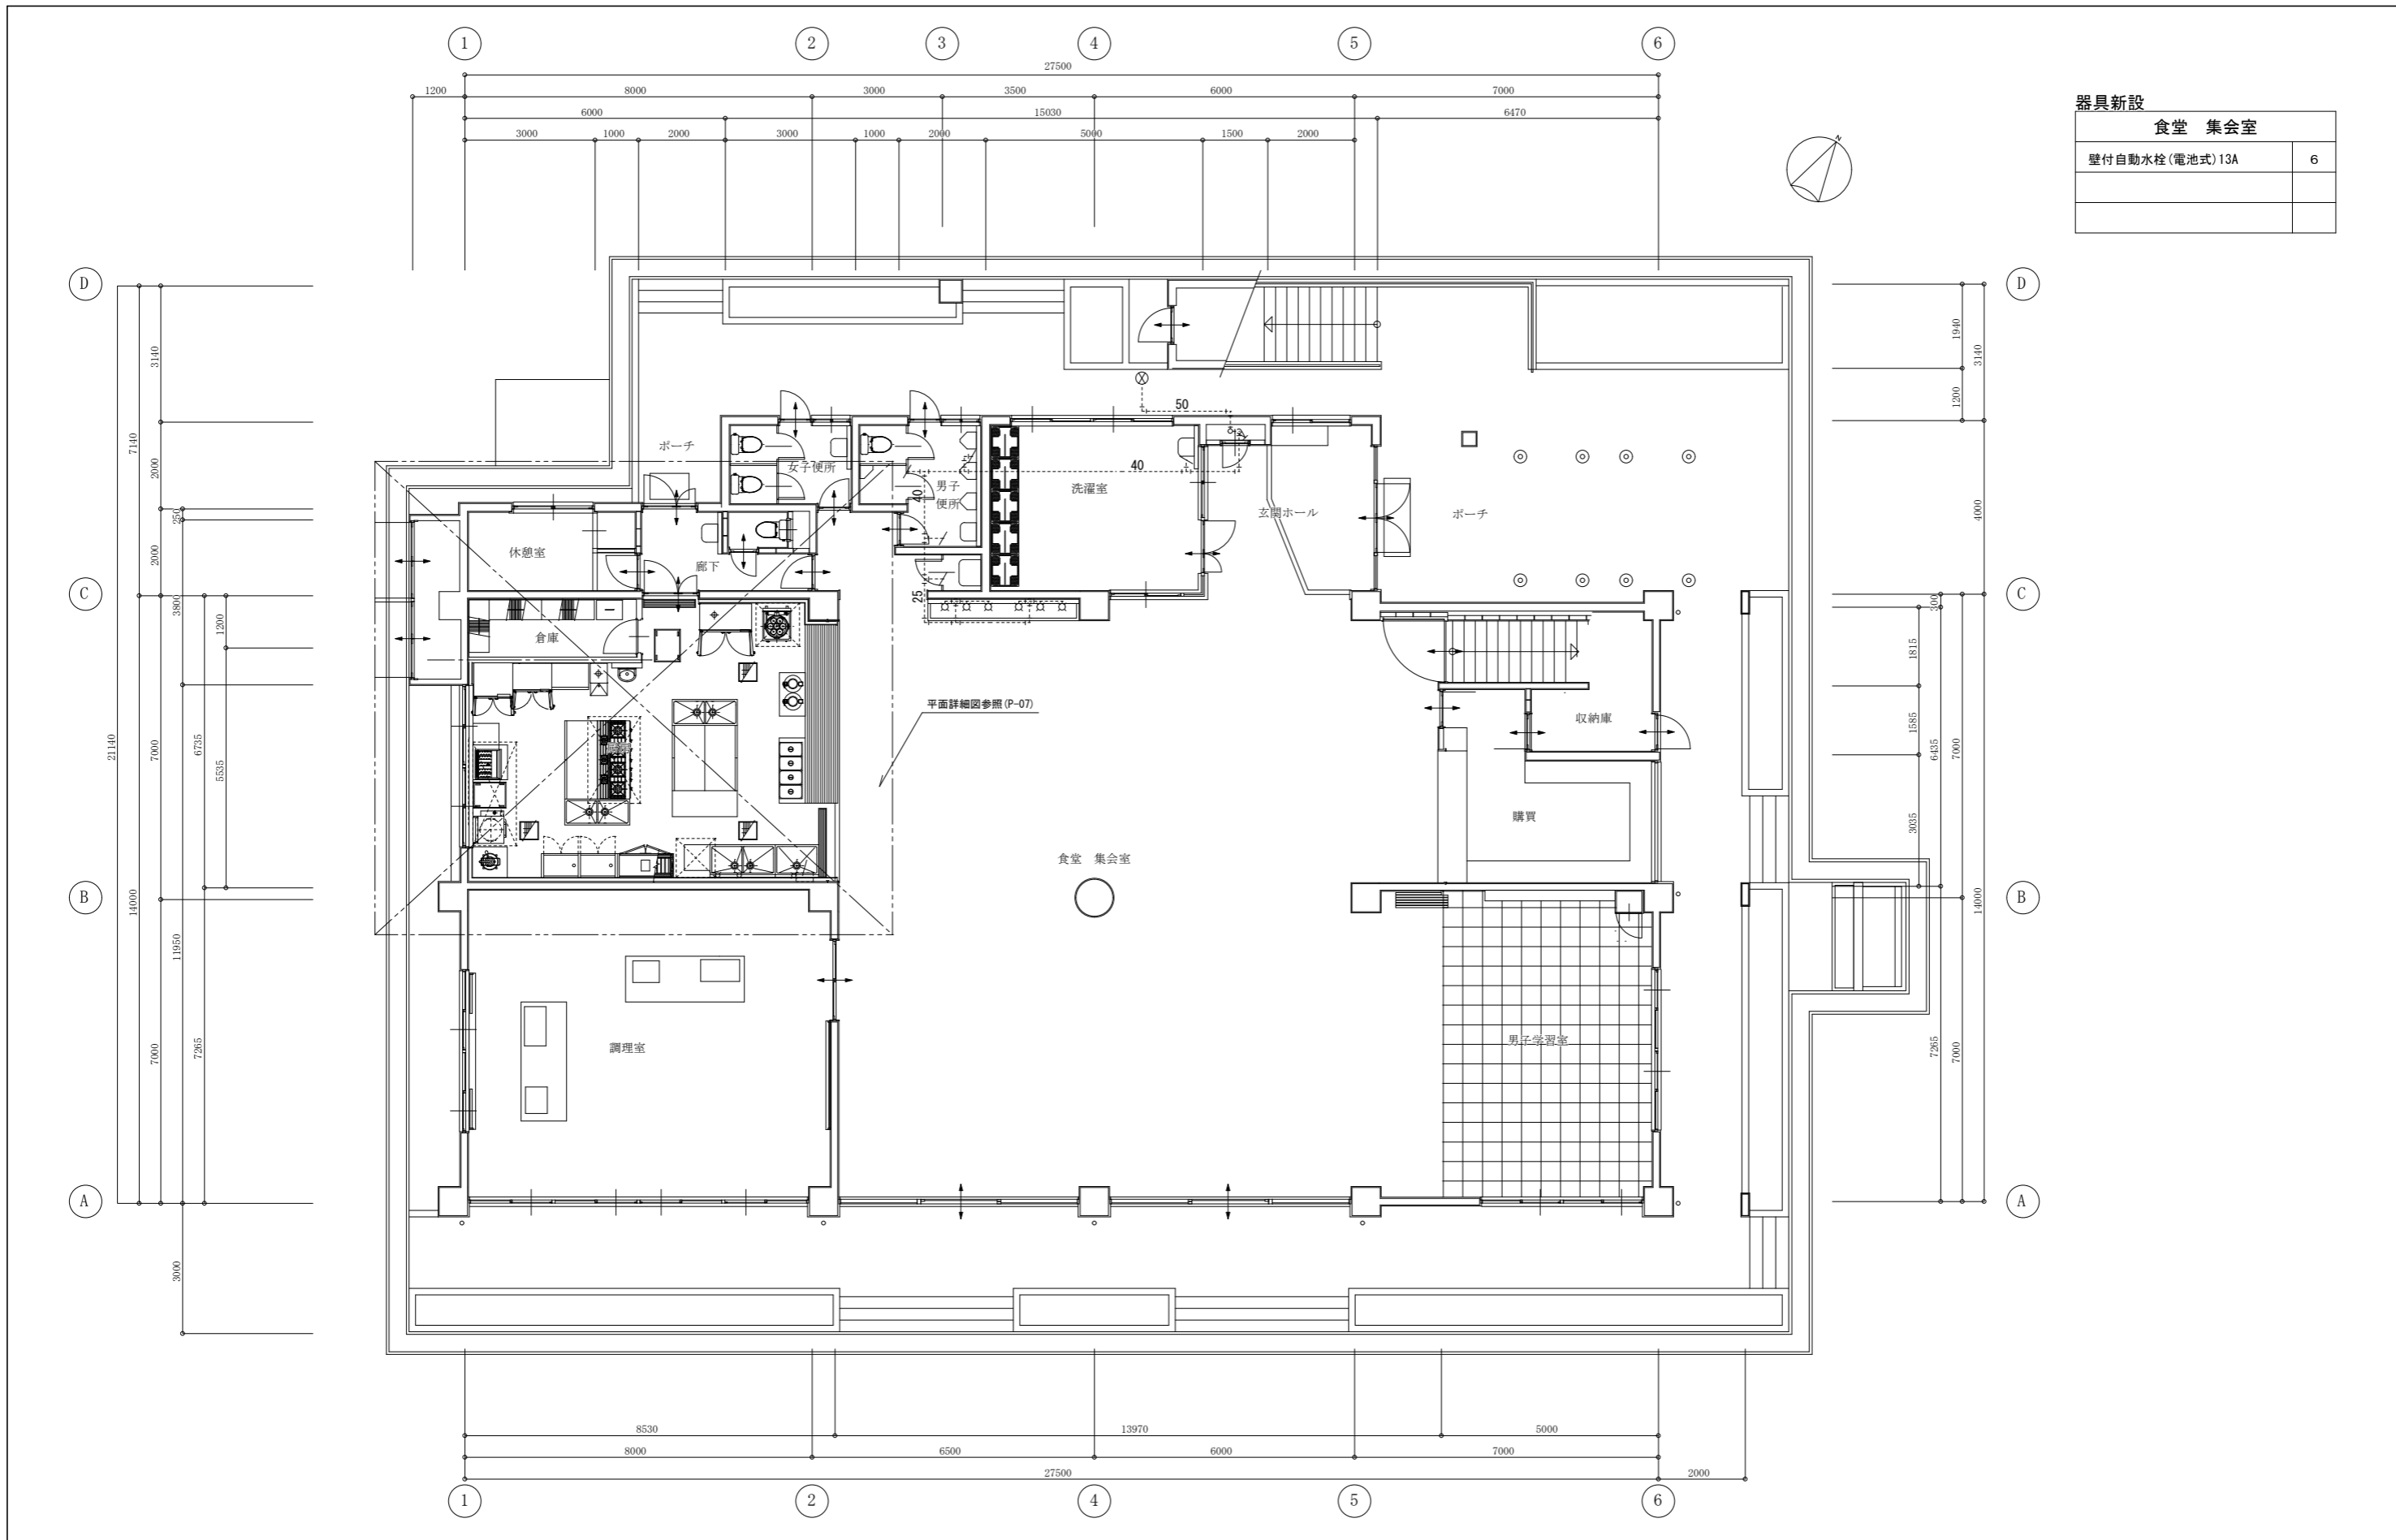 1 2 3 4 5 6
27500
1200 8000 3000 3500 6000 7000
6000 15030 6470
3000 1000 2000 3000 1000 2000 5000 1500 2000
N
器具新設
食堂 集会室
壁付自動水栓(電池式)13A 6
D
D
3140
7140
2000
250
2000
3800
1200
21140
7000
6735
5535
14000
11950
7000
7265
3000
1940
3140
1200
4000
300
1815
1585
6435
7000
3035
14000
7265
7000
C
C
B
B
A
A
50
40
40
25
ポーチ
女子便所
男子
便所
洗濯室
玄関ホール
ポーチ
休憩室
廊下
倉庫
平面詳細図参照(P-07)
収納庫
購買
食堂 集会室
調理室
男子学習室
8530 13970 5000
8000 6500 6000 7000
27500 2000
1 2 4 5 6